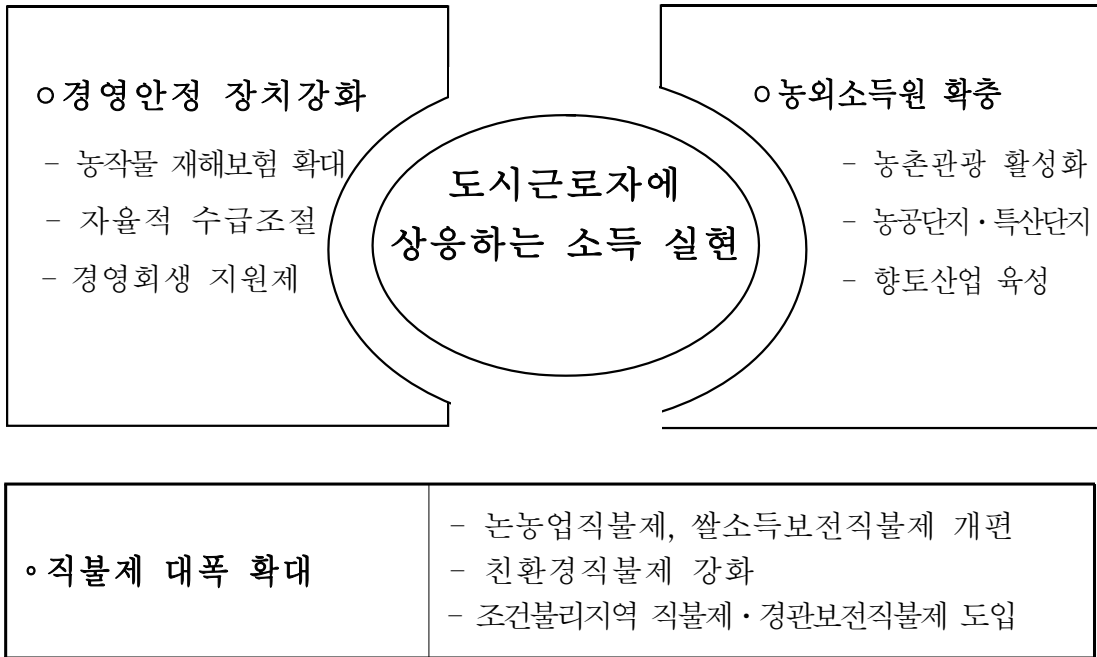 ○경영안정 장치강화
- 농작물 재해보험 확대
- 자율적 수급조절
- 경영회생 지원제
도시근로자에
상응하는 소득 실현
○농외소득원 확충
- 농촌관광 활성화
- 농공단지·특산단지
- 향토산업 육성
∘직불제 대폭 확대
- 논농업직불제, 쌀소득보전직불제 개편
- 친환경직불제 강화
- 조건불리지역 직불제·경관보전직불제 도입